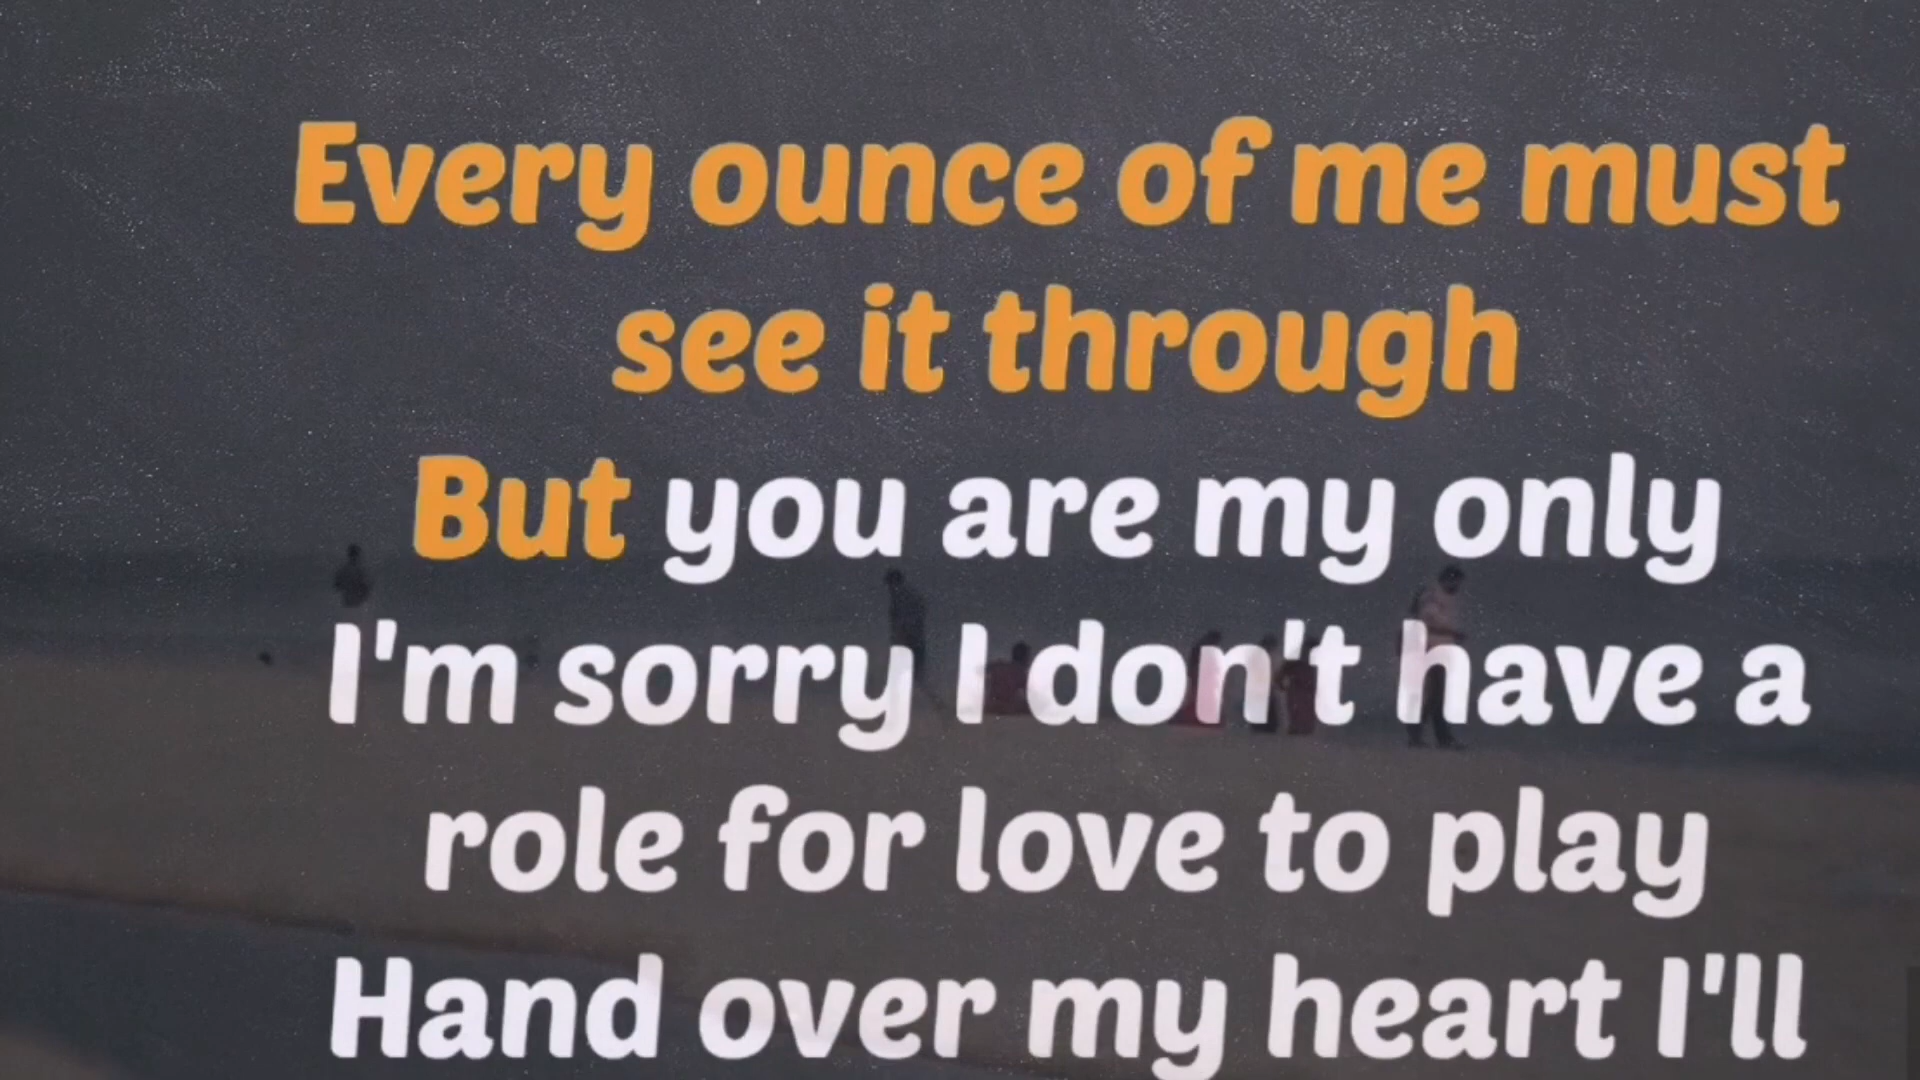 Every ounce of me must
see it through
But you are my only
I'm sorry I don't have a
role for love to play
Hand over my heart I'll